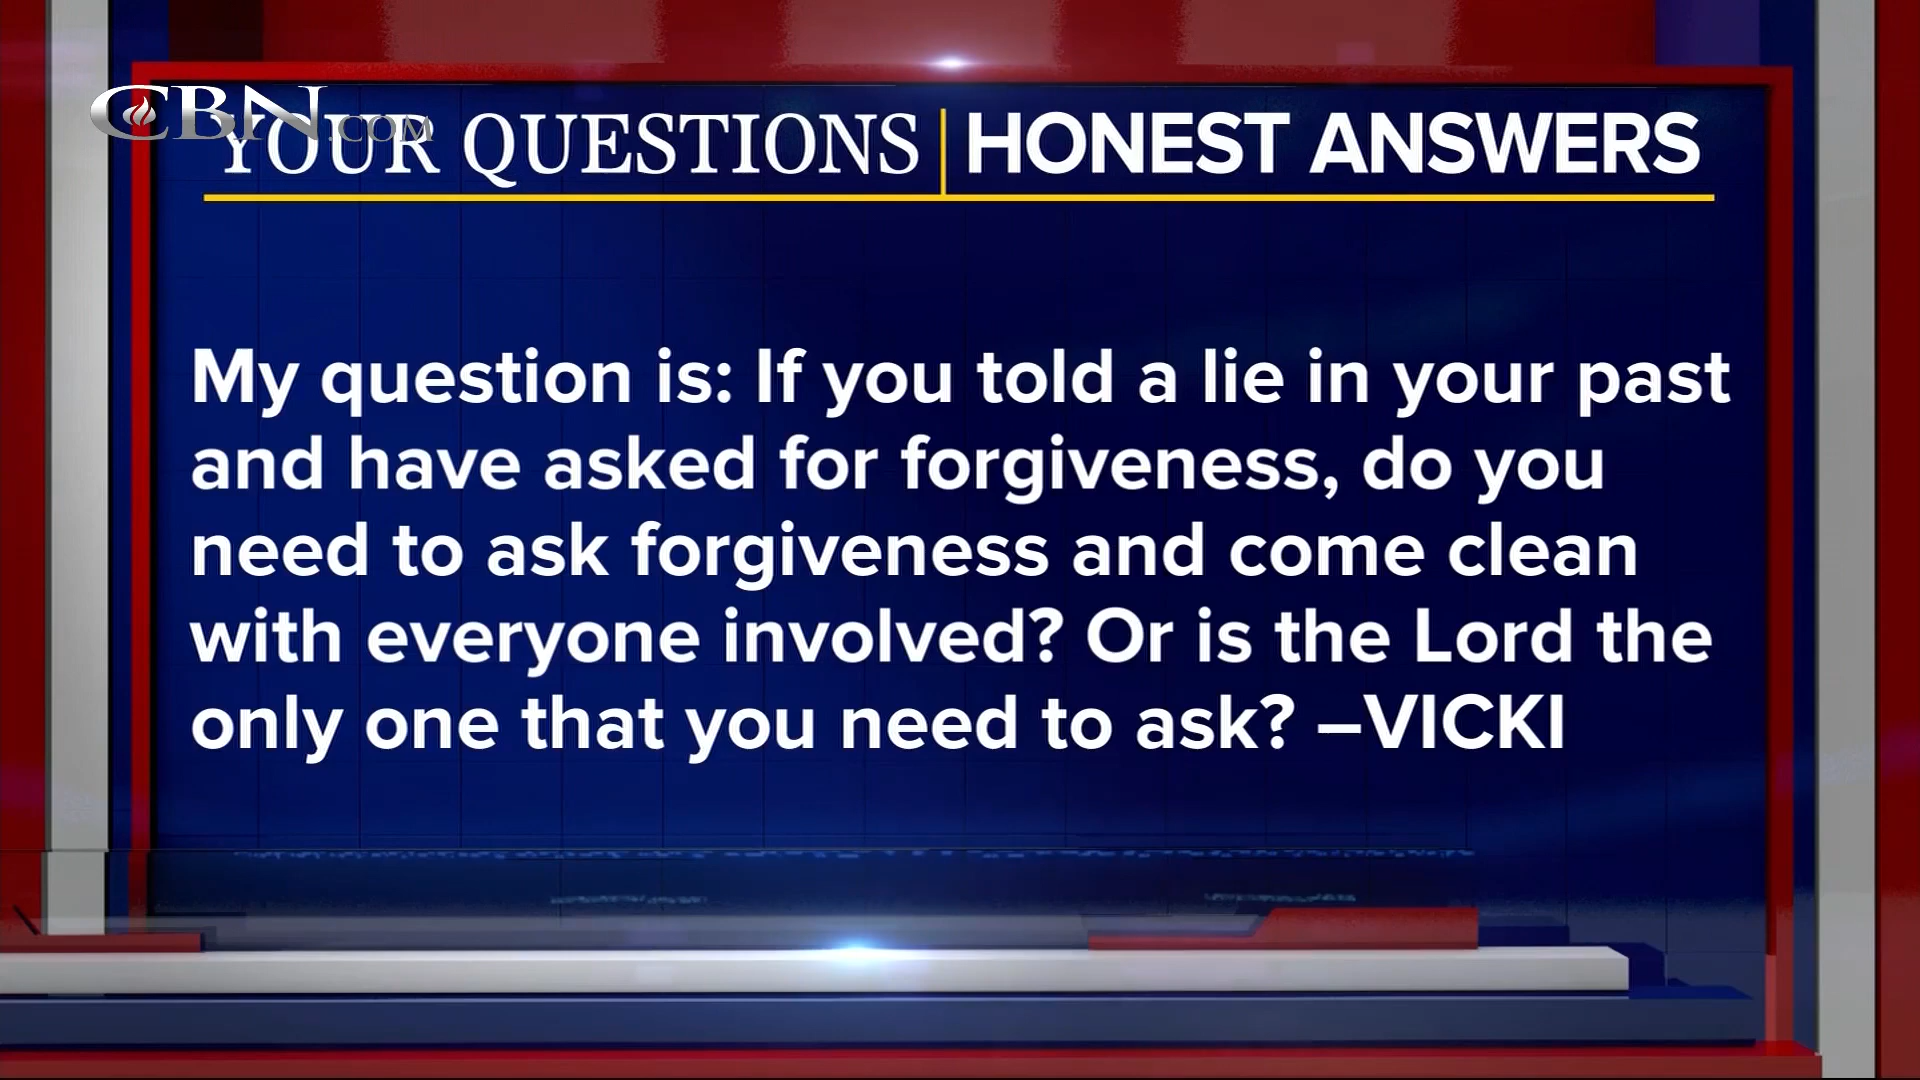 CBN.COM
YOUR QUESTIONS HONEST ANSWERS
My question is: If you told a lie in your past
and have asked for forgiveness, do you
need to ask forgiveness and come clean
with everyone involved? Or is the Lord the
only one that you need to ask? –VICKI